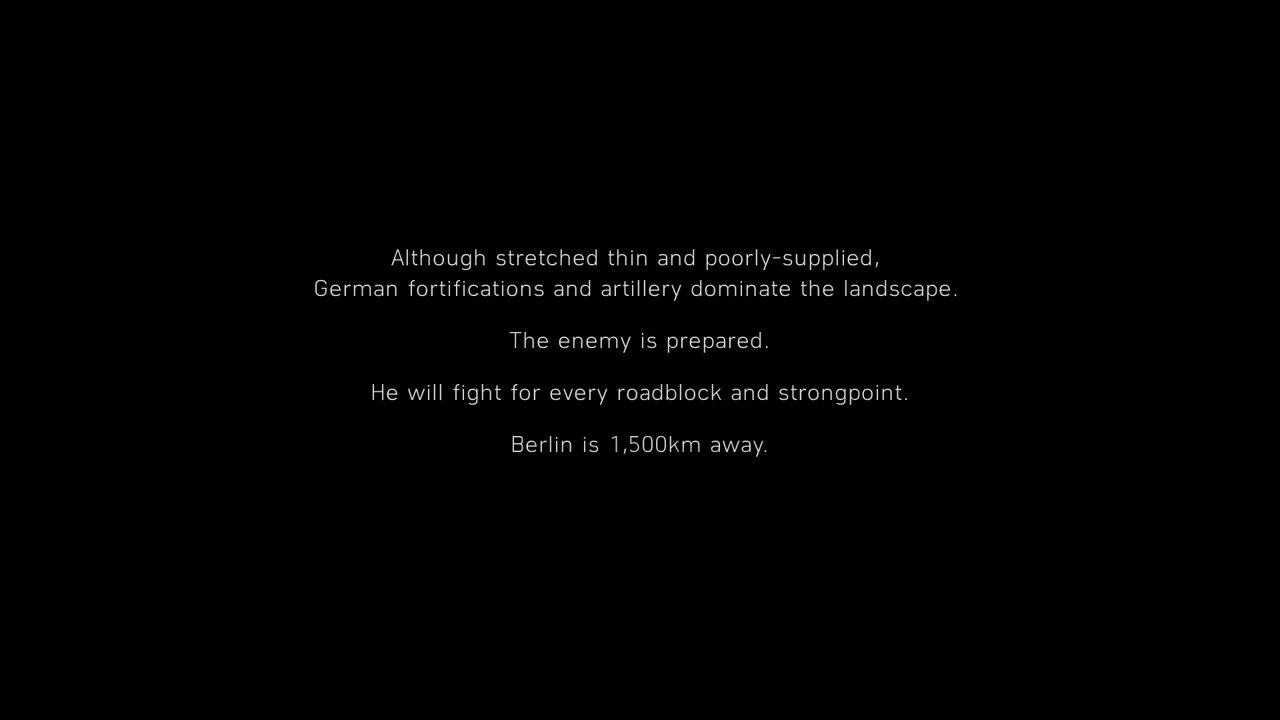 Although stretched thin and poorly-supplied,
German fortifications and artillery dominate the landscape.
The enemy is prepared.
He will fight for every roadblock and strongpoint.
Berlin is 1,500km away.